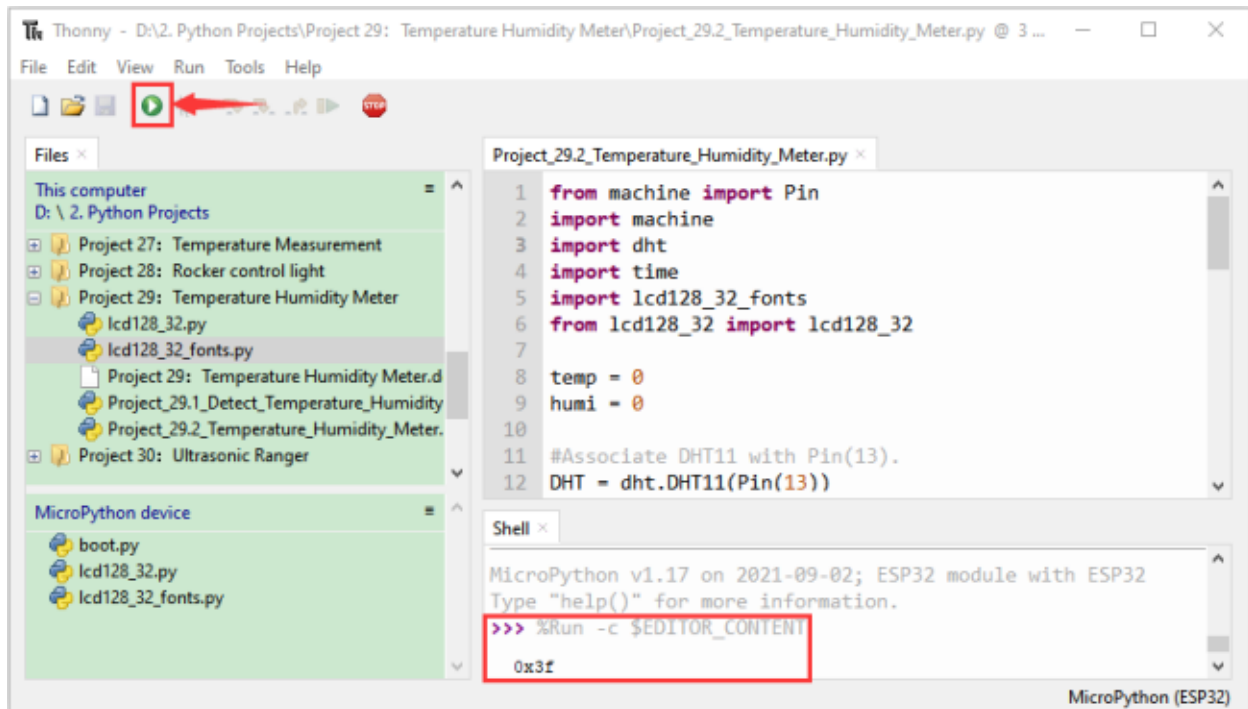 Thonny - D:\2. Python Projects\Project 29: Temperature Humidity Meter\Project_29.2_Temperature_Humidity_Meter.py @ 3 ...
File Edit View Run Tools Help
STOP
Files
This computer
D: \ 2. Python Projects
Project 27: Temperature Measurement
Project 28: Rocker control light
Project 29: Temperature Humidity Meter
lcd128_32.py
lcd128_32_fonts.py
Project 29: Temperature Humidity Meter.d
Project_29.1_Detect_Temperature_Humidity
Project_29.2_Temperature_Humidity_Meter.
Project 30: Ultrasonic Ranger
MicroPython device
boot.py
lcd128_32.py
lcd128_32_fonts.py
Project_29.2_Temperature_Humidity_Meter.py
1 from machine import Pin
2 import machine
3 import dht
4 import time
5 import lcd128_32_fonts
6 from lcd128_32 import lcd128_32
7
8 temp = 0
9 humi = 0
10
11 #Associate DHT11 with Pin(13).
12 DHT = dht.DHT11(Pin(13))
Shell
MicroPython v1.17 on 2021-09-02; ESP32 module with ESP32
Type "help()" for more information.
>>> %Run -c $EDITOR_CONTENT
0x3f
MicroPython (ESP32)